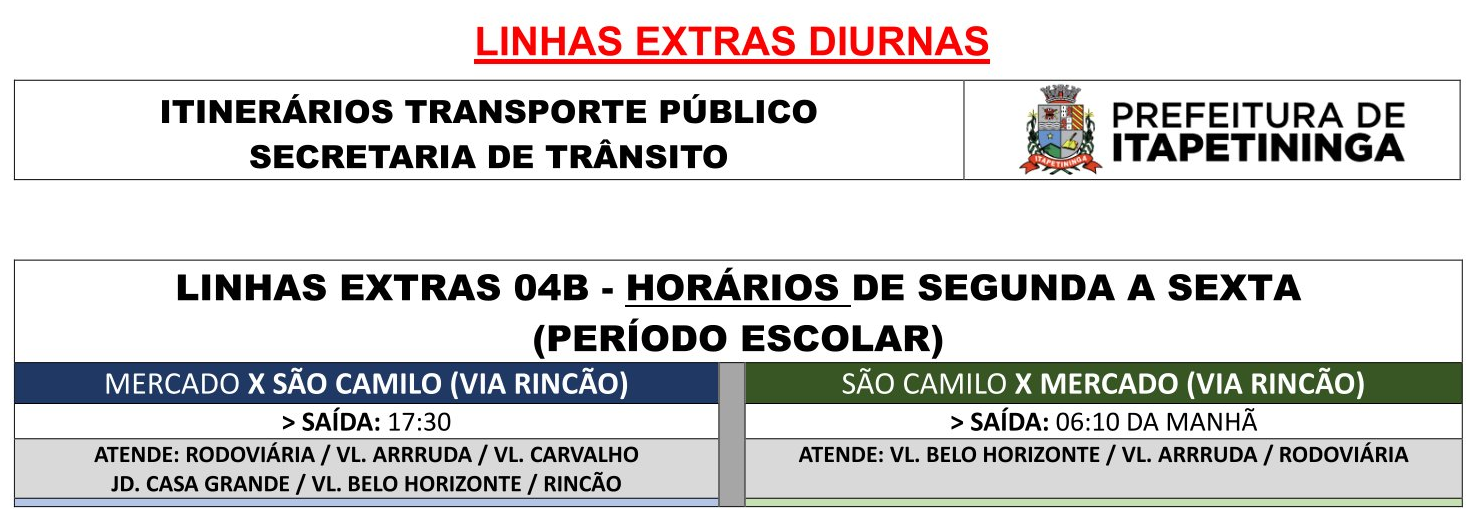 LINHAS EXTRAS DIURNAS
ITINERÁRIOS TRANSPORTE PÚBLICO
SECRETARIA DE TRÂNSITO
PREFEITURA DE
ITAPETININGA
ITAPETININGA
LINHAS EXTRAS 04B - HORÁRIOS DE SEGUNDA A SEXTA
(PERÍODO ESCOLAR)
MERCADO X SÃO CAMILO (VIA RINCÃO)
> SAÍDA: 17:30
ATENDE: RODOVIÁRIA / VL. ARRRUDA / VL. CARVALHO
JD. CASA GRANDE / VL. BELO HORIZONTE / RINCÃO
SÃO CAMILO X MERCADO (VIA RINCÃO)
> SAÍDA: 06:10 DA MANHÃ
ATENDE: VL. BELO HORIZONTE / VL. ARRRUDA / RODOVIÁRIA